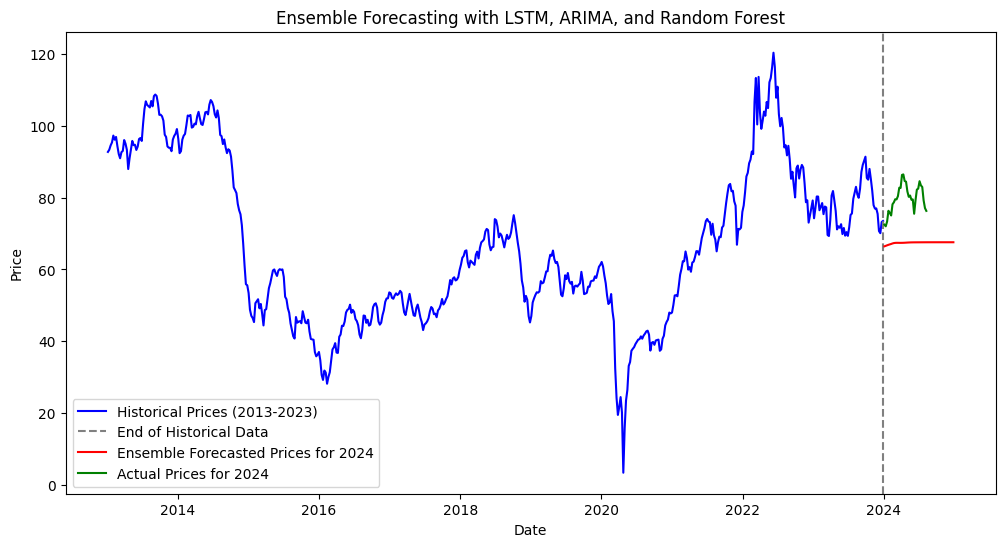 Ensemble Forecasting with LSTM, ARIMA, and Random Forest
120
100
80
60
40
20
0
Price
Historical Prices (2013-2023)
End of Historical Data
Ensemble Forecasted Prices for 2024
Actual Prices for 2024
2014 2016 2018 2020 2022 2024
Date